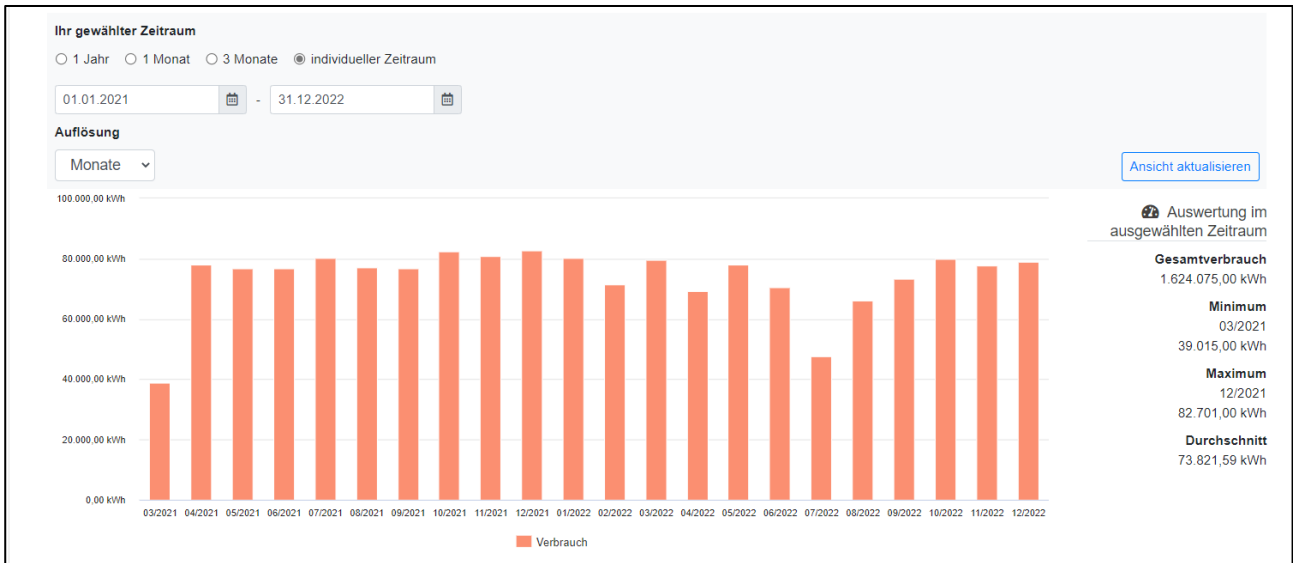 Ihr gewählter Zeitraum
1 Jahr 1 Monat 3 Monate individueller Zeitraum
01.01.2021 - 31.12.2022
Auflösung
Monate
Ansicht aktualisieren
100.000,00 kWh
80.000,00 kWh
60.000,00 kWh
40.000,00 kWh
20.000,00 kWh
0,00 kWh
03/2021 04/2021 05/2021 06/2021 07/2021 08/2021 09/2021 10/2021 11/2021 12/2021 01/2022 02/2022 03/2022 04/2022 05/2022 06/2022 07/2022 08/2022 09/2022 10/2022 11/2022 12/2022
Verbrauch
Auswertung im
ausgewählten Zeitraum
Gesamtverbrauch
1.624.075,00 kWh
Minimum
03/2021
39.015,00 kWh
Maximum
12/2021
82.701,00 kWh
Durchschnitt
73.821,59 kWh